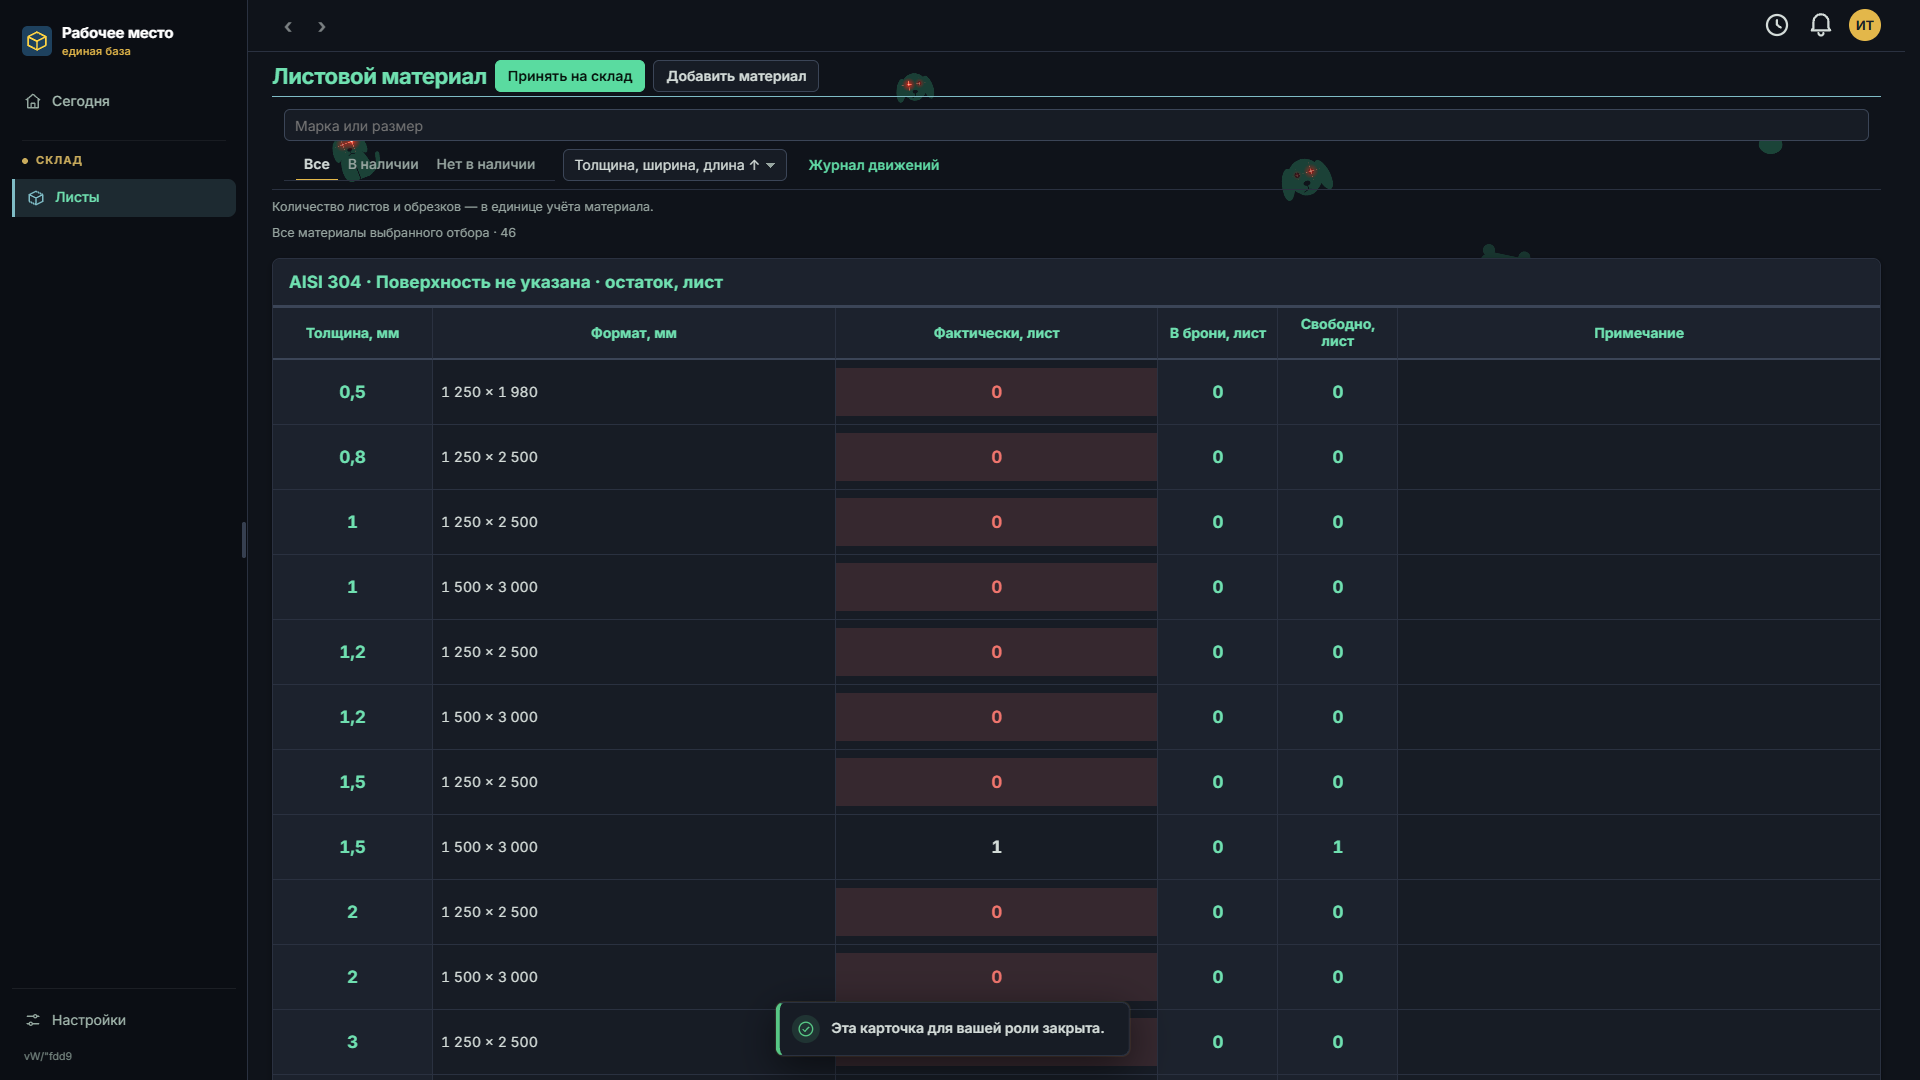 Рабочее место
единая база
Сегодня
СКЛАД
Листы
Настройки
vW/"fdd9
ИТ
Листовой материал
Принять на склад
Добавить материал
Марка или размер
Все
В наличии
Нет в наличии
Толщина, ширина, длина ↑
Журнал движений
Количество листов и обрезков — в единице учёта материала.
Все материалы выбранного отбора · 46
AISI 304 · Поверхность не указана · остаток, лист
Толщина, мм Формат, мм Фактически, лист В брони, лист Свободно, лист Примечание
0,5 1 250 × 1 980 0 0 0
0,8 1 250 × 2 500 0 0 0
1 1 250 × 2 500 0 0 0
1 1 500 × 3 000 0 0 0
1,2 1 250 × 2 500 0 0 0
1,2 1 500 × 3 000 0 0 0
1,5 1 250 × 2 500 0 0 0
1,5 1 500 × 3 000 1 0 1
2 1 250 × 2 500 0 0 0
2 1 500 × 3 000 0 0 0
3 1 250 × 2 500 0 0
Эта карточка для вашей роли закрыта.